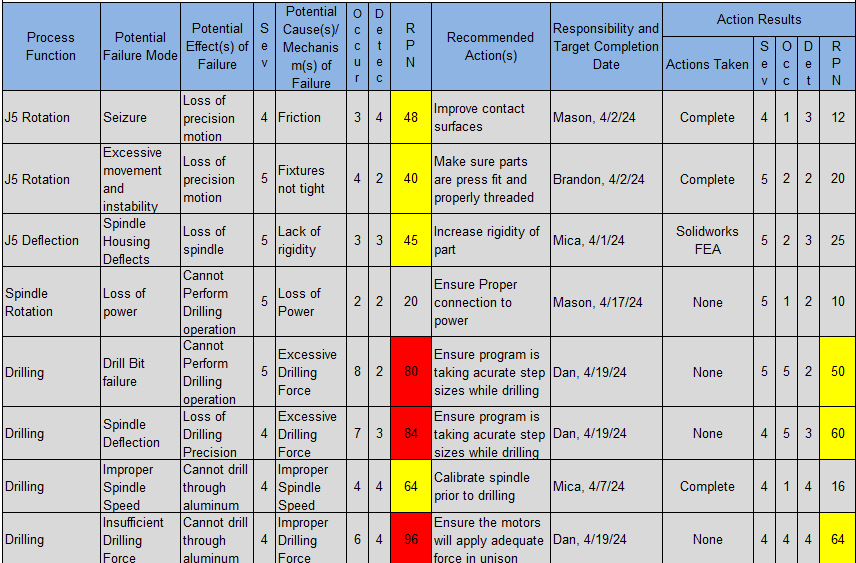 Process Function | Potential Failure Mode | Potential Effect(s) of Failure | Sev | Potential Cause(s)/ Mechanism(s) of Failure | Occur | Detec | RPN | Recommended Action(s) | Responsibility and Target Completion Date | Action Results
Actions Taken | Sev | Occ | Det | RPN
J5 Rotation | Seizure | Loss of precision motion | 4 | Friction | 3 | 4 | 48 | Improve contact surfaces | Mason, 4/2/24 | Complete | 4 | 1 | 3 | 12
J5 Rotation | Excessive movement and instability | Loss of precision motion | 5 | Fixtures not tight | 4 | 2 | 40 | Make sure parts are press fit and properly threaded | Brandon, 4/2/24 | Complete | 5 | 2 | 2 | 20
J5 Deflection | Spindle Housing Deflects | Loss of spindle | 5 | Lack of rigidity | 3 | 3 | 45 | Increase rigidity of part | Mica, 4/1/24 | Solidworks FEA | 5 | 2 | 3 | 25
Spindle Rotation | Loss of power | Cannot Perform Drilling operation | 5 | Loss of Power | 2 | 2 | 20 | Ensure Proper connection to power | Mason, 4/17/24 | None | 5 | 1 | 2 | 10
Drilling | Drill Bit failure | Cannot Perform Drilling operation | 5 | Excessive Drilling Force | 8 | 2 | 80 | Ensure program is taking acurate step sizes while drilling | Dan, 4/19/24 | None | 5 | 5 | 2 | 50
Drilling | Spindle Deflection | Loss of Drilling Precision | 4 | Excessive Drilling Force | 7 | 3 | 84 | Ensure program is taking acurate step sizes while drilling | Dan, 4/19/24 | None | 4 | 5 | 3 | 60
Drilling | Improper Spindle Speed | Cannot drill through aluminum | 4 | Improper Spindle Speed | 4 | 4 | 64 | Calibrate spindle prior to drilling | Mica, 4/7/24 | Complete | 4 | 1 | 4 | 16
Drilling | Insufficient Drilling Force | Cannot drill through aluminum | 4 | Improper Drilling Force | 6 | 4 | 96 | Ensure the motors will apply adequate force in unison | Dan, 4/19/24 | None | 4 | 4 | 4 | 64